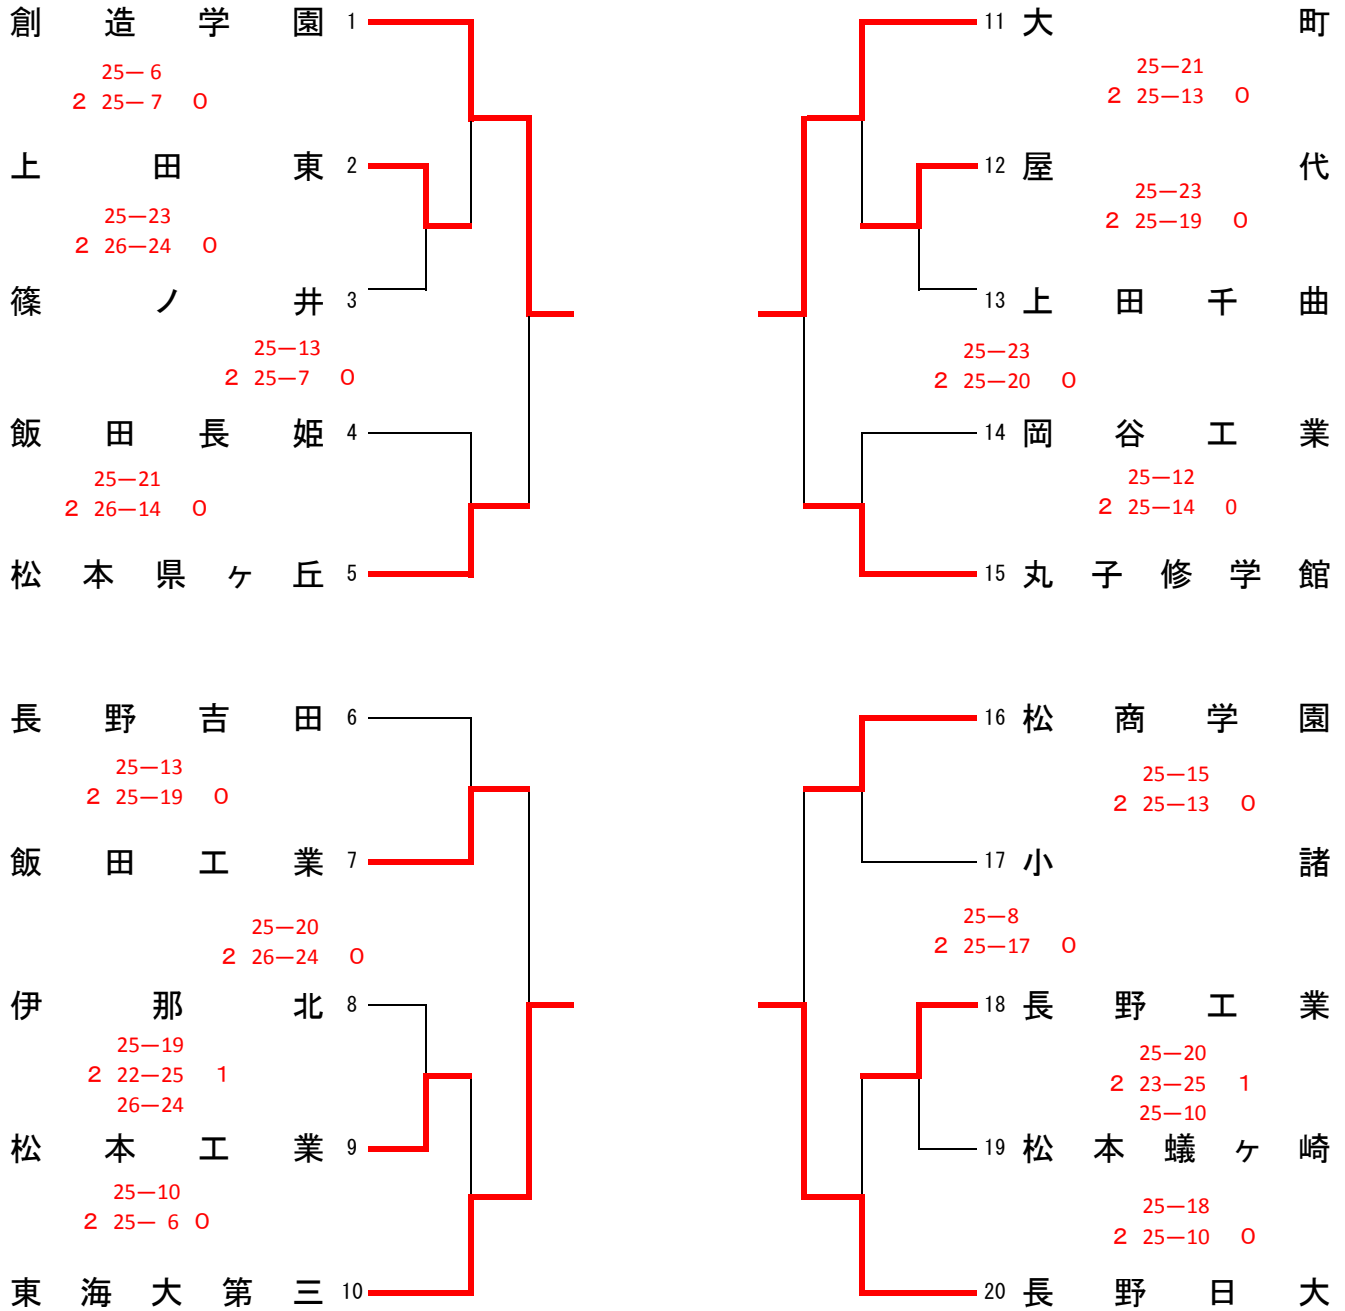 創造学園 1
25－6
2 25－7 0
上田東 2
25－23
2 26－24 0
篠ノ井 3
25－13
2 25－7 0
飯田長姫 4
25－21
2 26－14 0
松本県ヶ丘 5
長野吉田 6
25－13
2 25－19 0
飯田工業 7
25－20
2 26－24 0
伊那北 8
25－19
2 22－25 1
26－24
松本工業 9
25－10
2 25－6 0
東海大第三 10
11 大町
25－21
2 25－13 0
12 屋代
25－23
2 25－19 0
13 上田千曲
25－23
2 25－20 0
14 岡谷工業
25－12
2 25－14 0
15 丸子修学館
16 松商学園
25－15
2 25－13 0
17 小諸
25－8
2 25－17 0
18 長野工業
25－20
2 23－25 1
25－10
19 松本蟻ヶ崎
25－18
2 25－10 0
20 長野日大